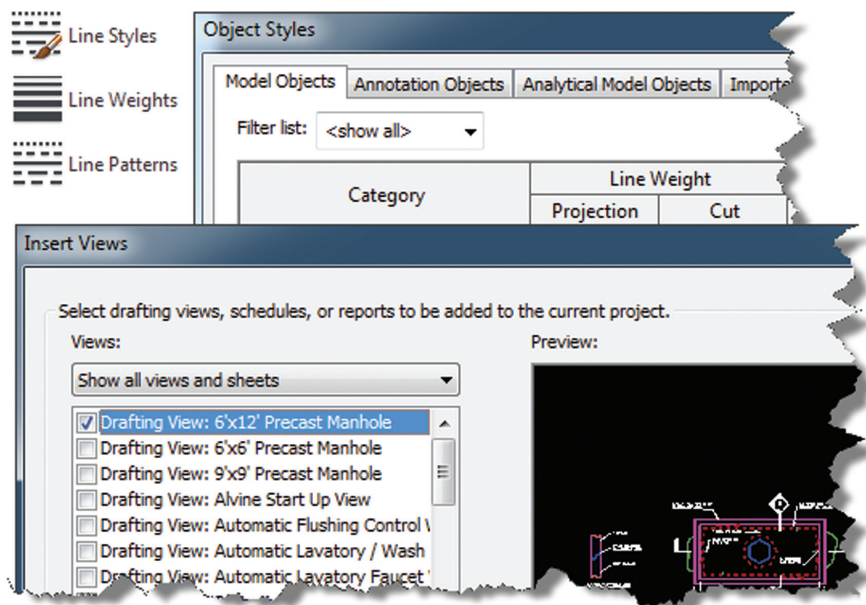 Line Styles
Line Weights
Line Patterns
Object Styles
Model Objects
Annotation Objects
Analytical Model Objects
Filter list:
<show all>
Category
Line Weight
Projection
Cut
Insert Views
Select drafting views, schedules, or reports to be added to the current project.
Views:
Preview:
Show all views and sheets
Drafting View: 6'x12' Precast Manhole
Drafting View: 6'x6' Precast Manhole
Drafting View: 9'x9' Precast Manhole
Drafting View: Alvine Start Up View
Drafting View: Automatic Flushing Control
Drafting View: Automatic Lavatory / Wash
Drafting View: Automatic Lavatory Faucet